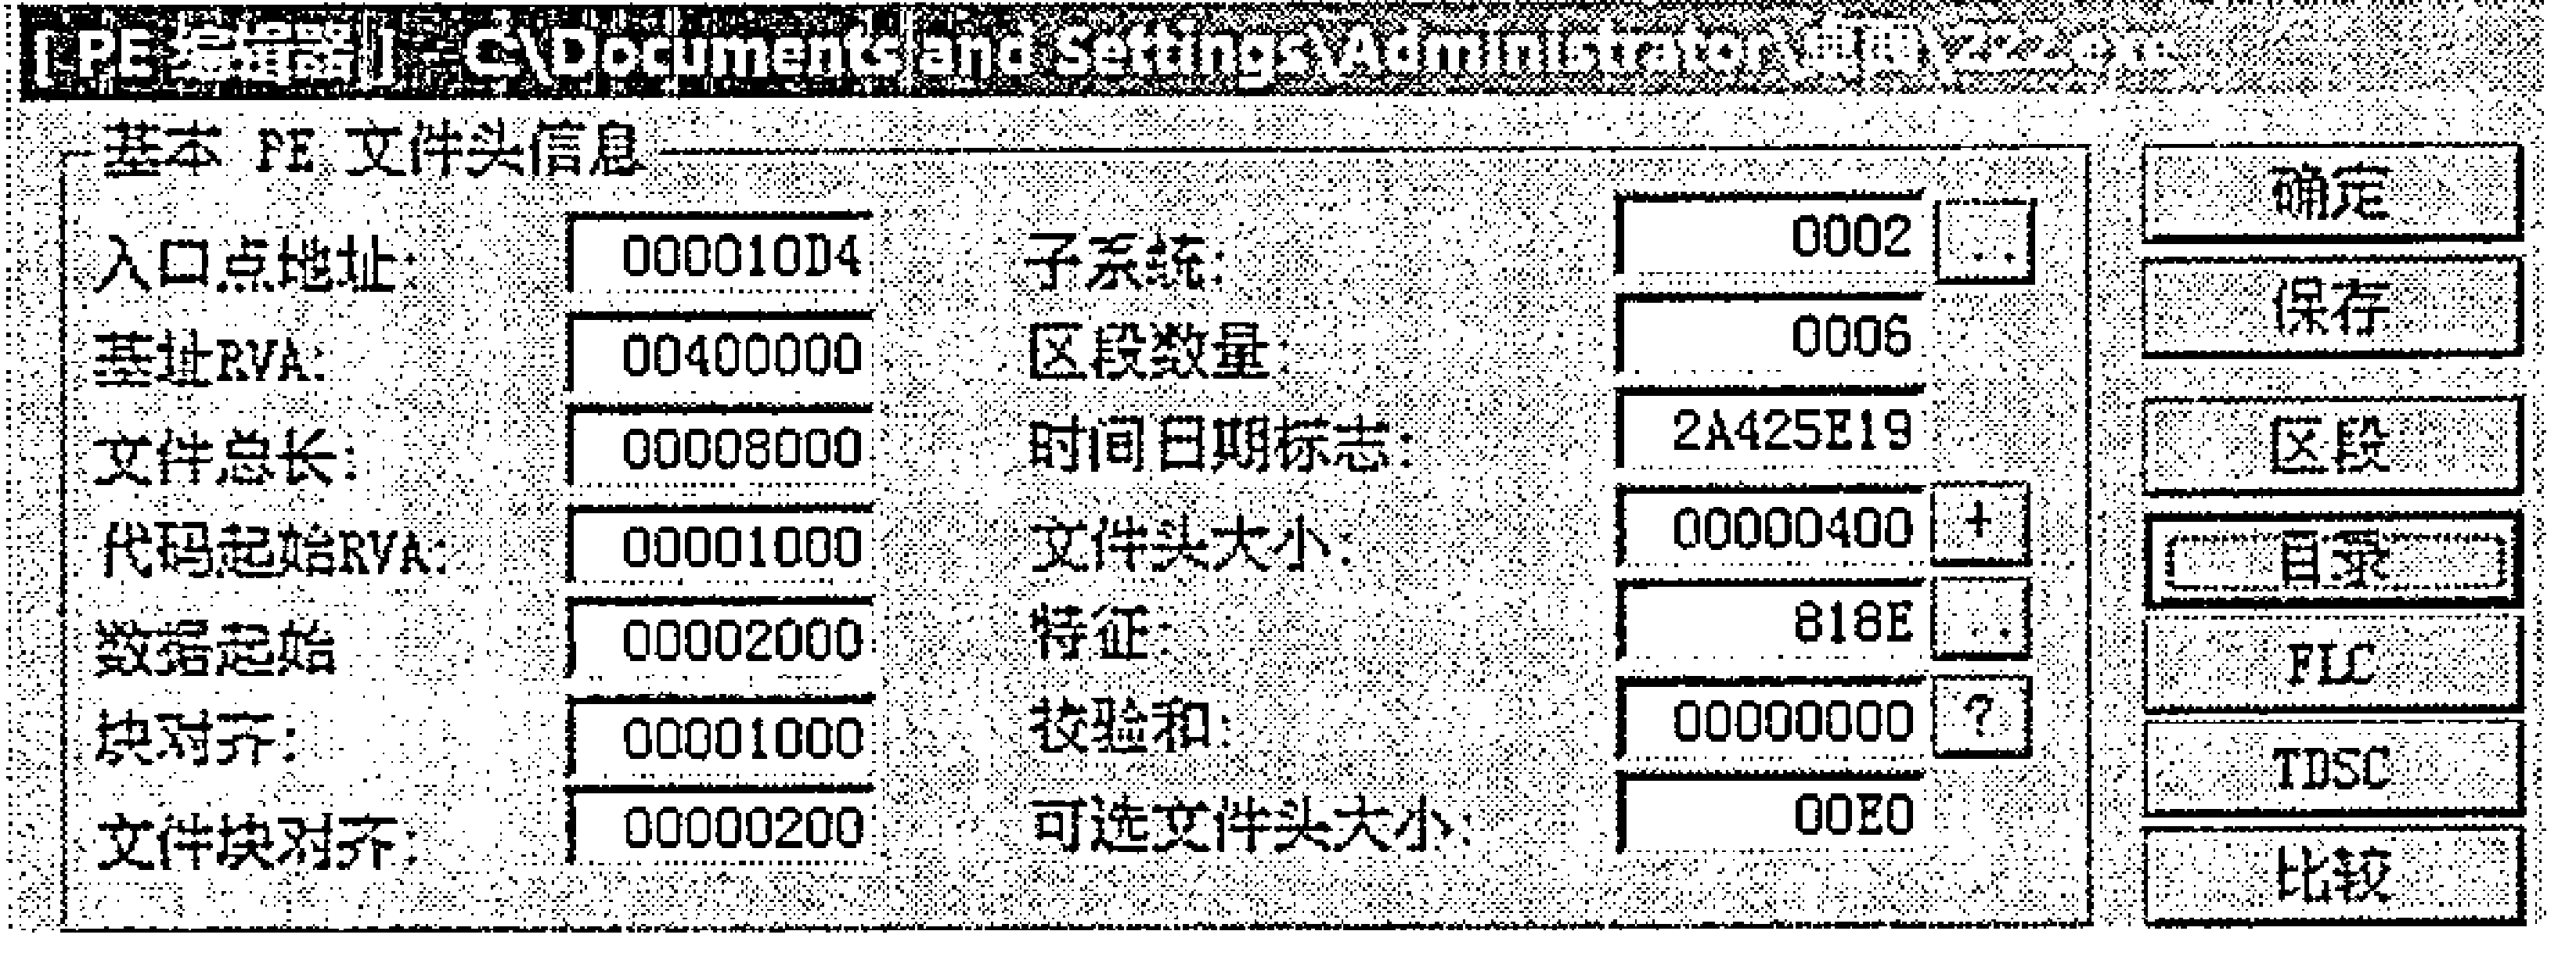 [ PE 编辑器 ] - C:\Documents and Settings\Administrator\桌面\222.exe
基本 PE 文件头信息
入口点地址: 000010D4
基址RVA: 00400000
文件总长: 00008000
代码起始RVA: 00001000
数据起始 00002000
块对齐: 00001000
文件块对齐: 00000200
子系统: 0002 ..
区段数量: 0006
时间日期标志: 2A425E19
文件头大小: 00000400 +
特征: 818E ..
校验和: 00000000 ?
可选文件头大小: 00E0
确定
保存
区段
目录
FLC
TDSC
比较